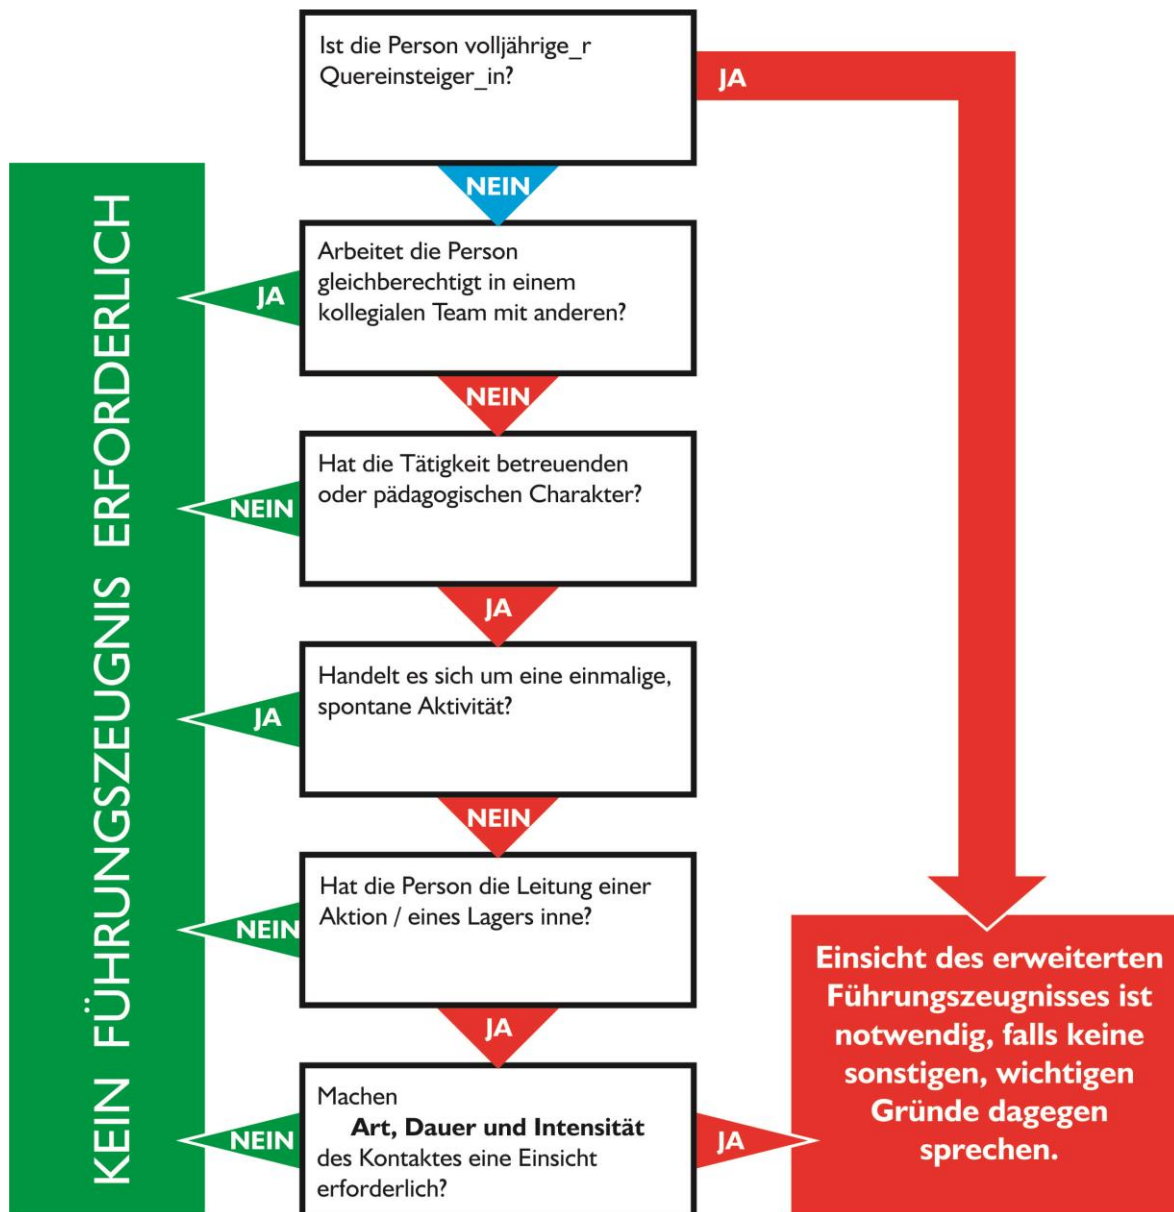 Ist die Person volljährige_r
Quereinsteiger_in?
JA
NEIN
KEIN FÜHRUNGSZEUGNIS ERFORDERLICH
Arbeitet die Person
gleichberechtigt in einem
kollegialen Team mit anderen?
JA
NEIN
Hat die Tätigkeit betreuenden
oder pädagogischen Charakter?
NEIN
JA
Handelt es sich um eine einmalige,
spontane Aktivität?
JA
NEIN
Hat die Person die Leitung einer
Aktion / eines Lagers inne?
NEIN
JA
Machen
Art, Dauer und Intensität
des Kontaktes eine Einsicht
erforderlich?
NEIN
JA
Einsicht des erweiterten
Führungszeugnisses ist
notwendig, falls keine
sonstigen, wichtigen
Gründe dagegen
sprechen.